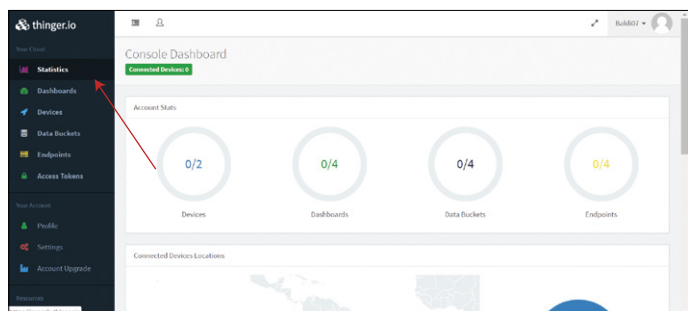 thinger.io
Baldi07
Your Cloud
Statistics
Dashboards
Devices
Data Buckets
Endpoints
Access Tokens
Your Account
Profile
Settings
Account Upgrade
Resources
Console Dashboard
Connected Devices: 0
Account Stats
0/2
0/4
0/4
0/4
Devices
Dashboards
Data Buckets
Endpoints
Connected Devices Locations